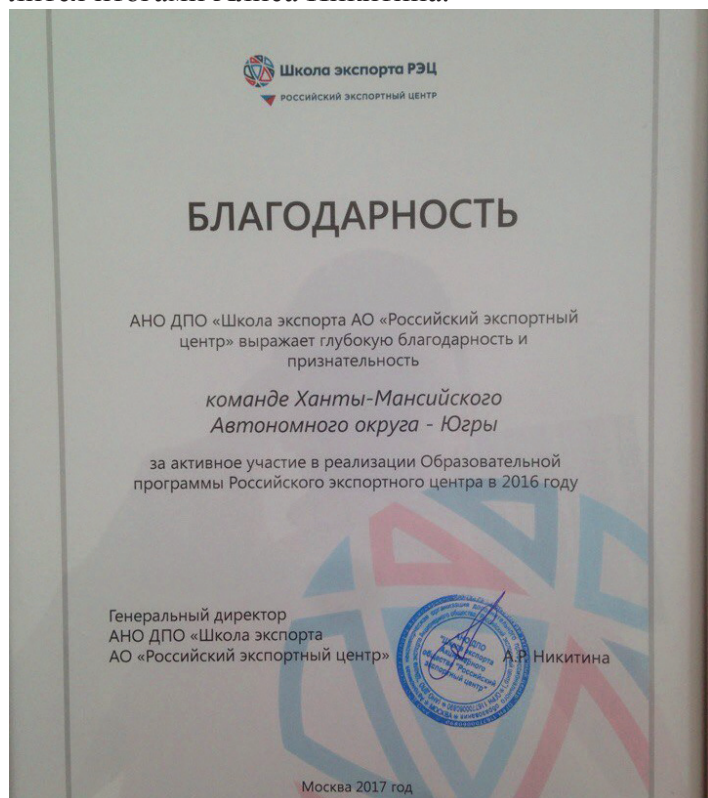 Школа экспорта РЭЦ
РОССИЙСКИЙ ЭКСПОРТНЫЙ ЦЕНТР
БЛАГОДАРНОСТЬ
АНО ДПО «Школа экспорта АО «Российский экспортный
центр» выражает глубокую благодарность и
признательность
команде Ханты-Мансийского
Автономного округа - Югры
за активное участие в реализации Образовательной
программы Российского экспортного центра в 2016 году
Генеральный директор
АНО ДПО «Школа экспорта
АО «Российский экспортный центр»
А.Р. Никитина
Москва 2017 год